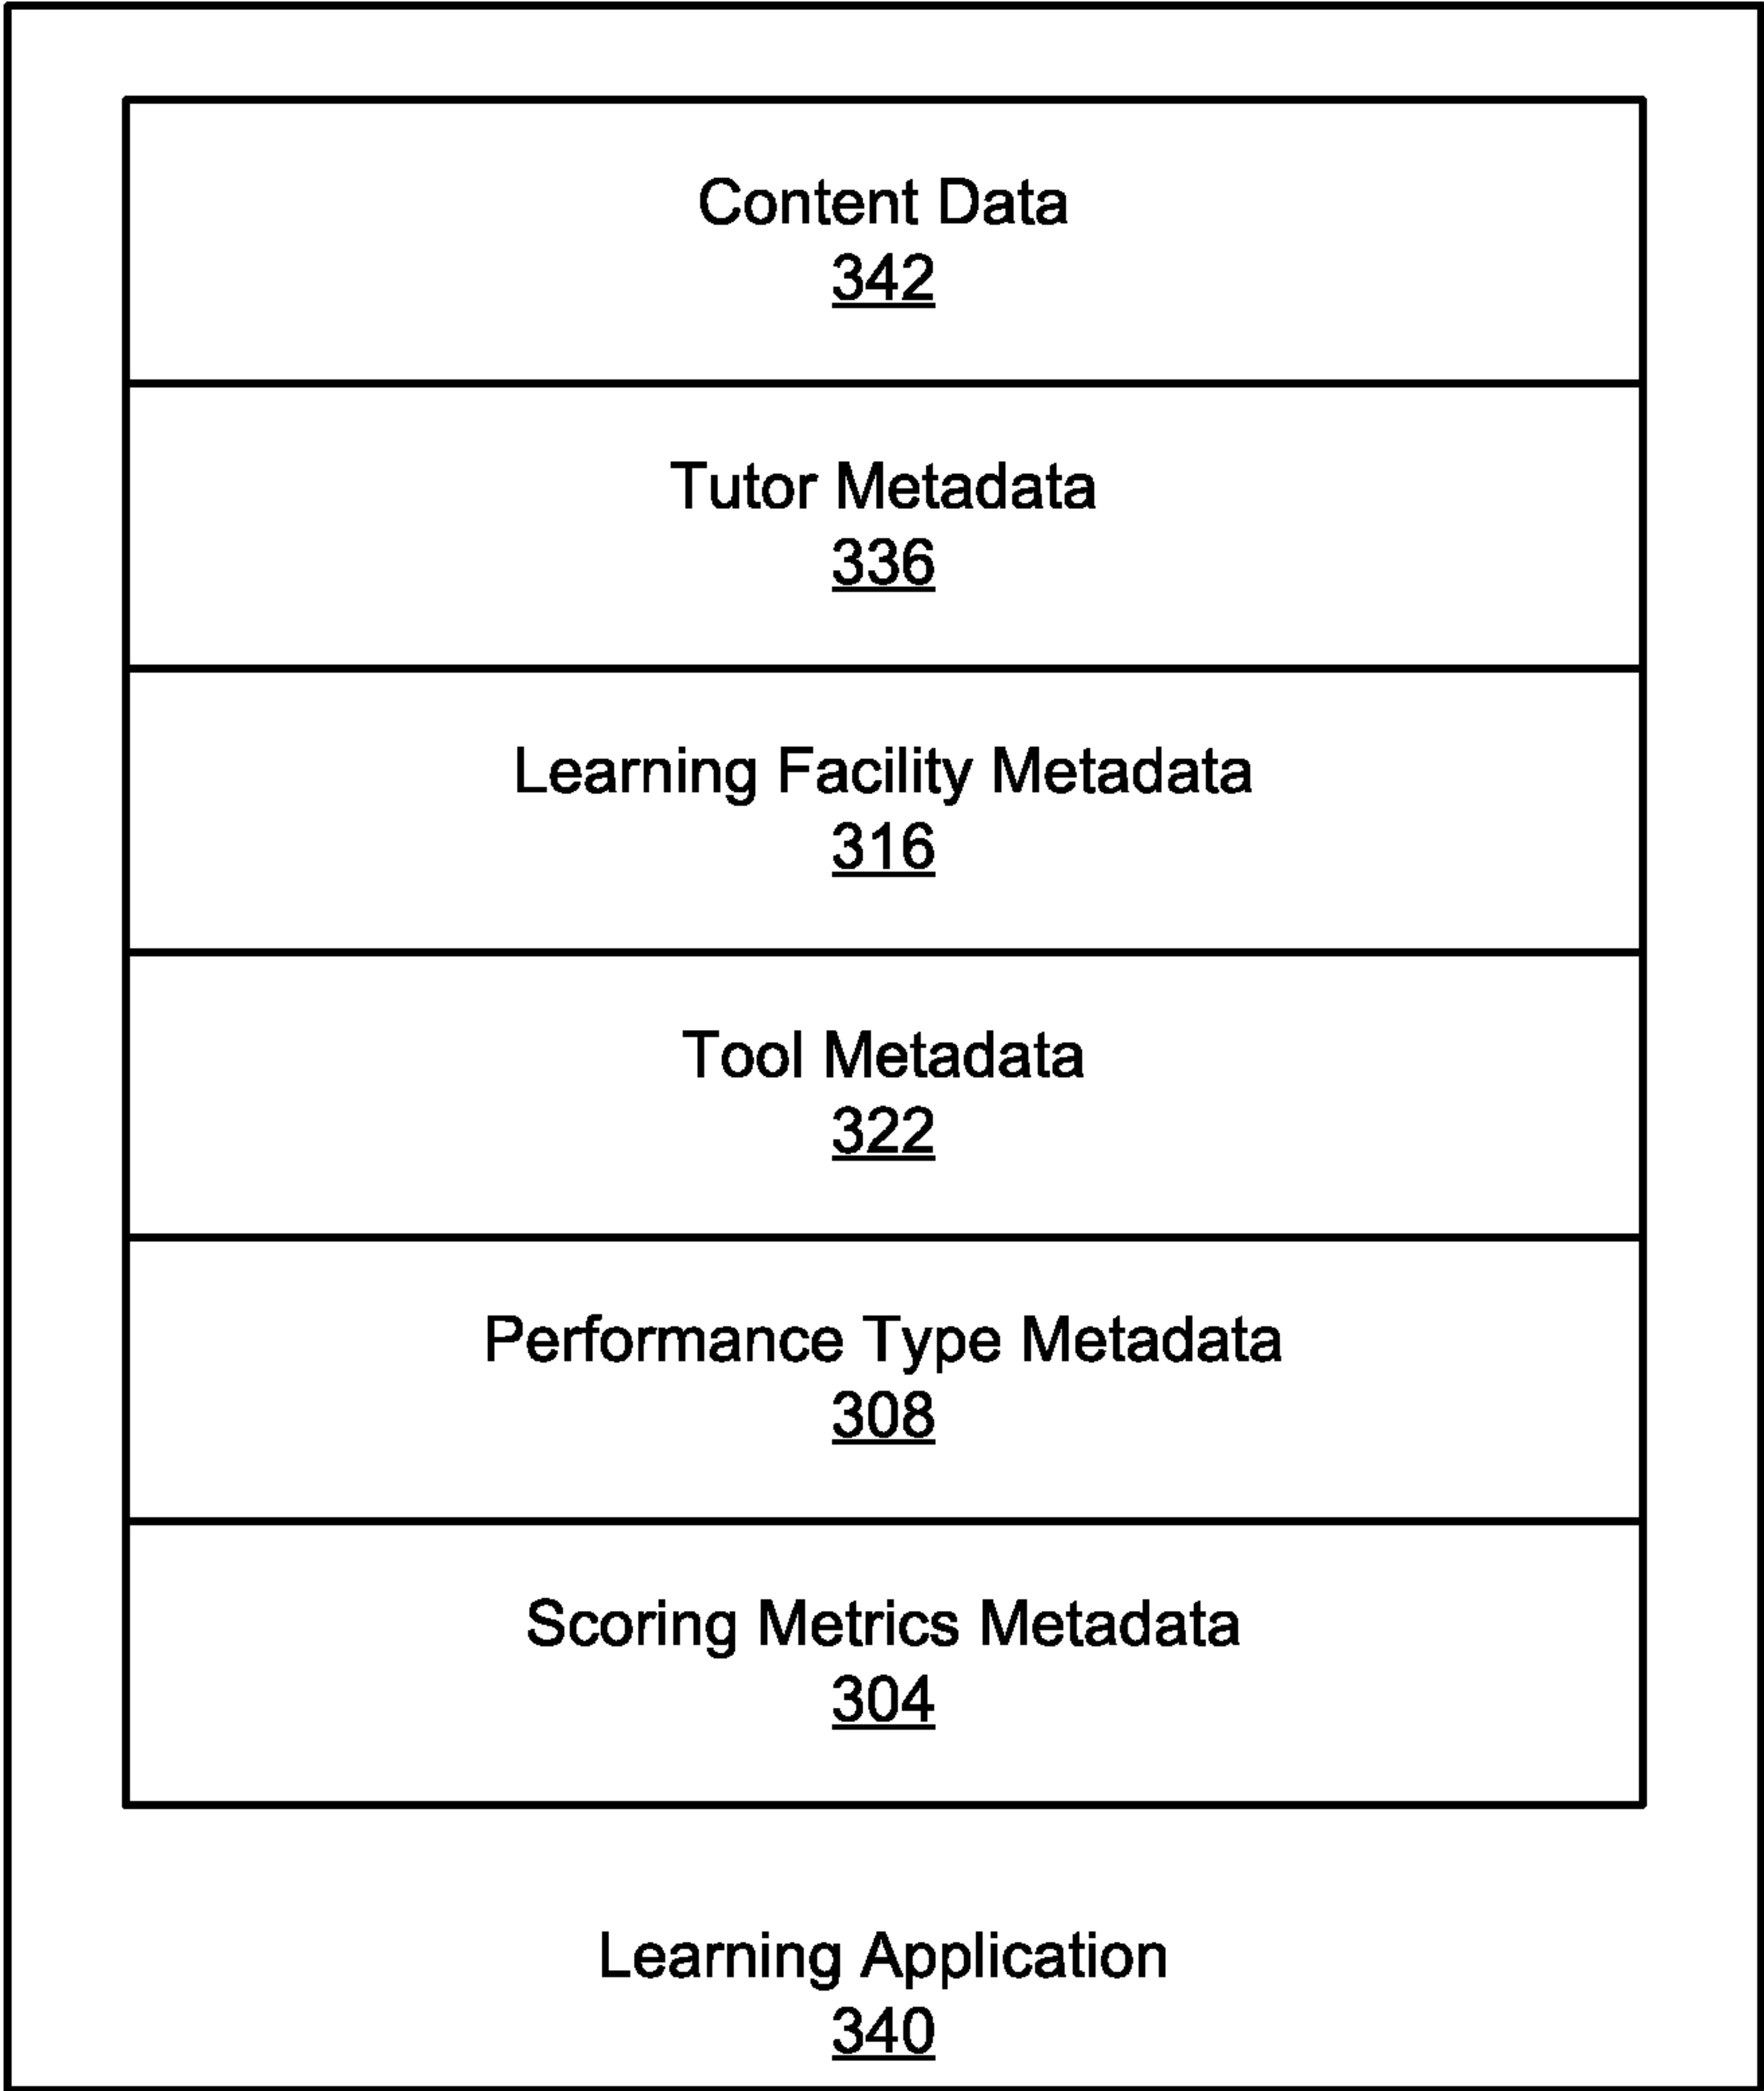 Content Data
342
Tutor Metadata
336
Learning Facility Metadata
316
Tool Metadata
322
Performance Type Metadata
308
Scoring Metrics Metadata
304
Learning Application
340